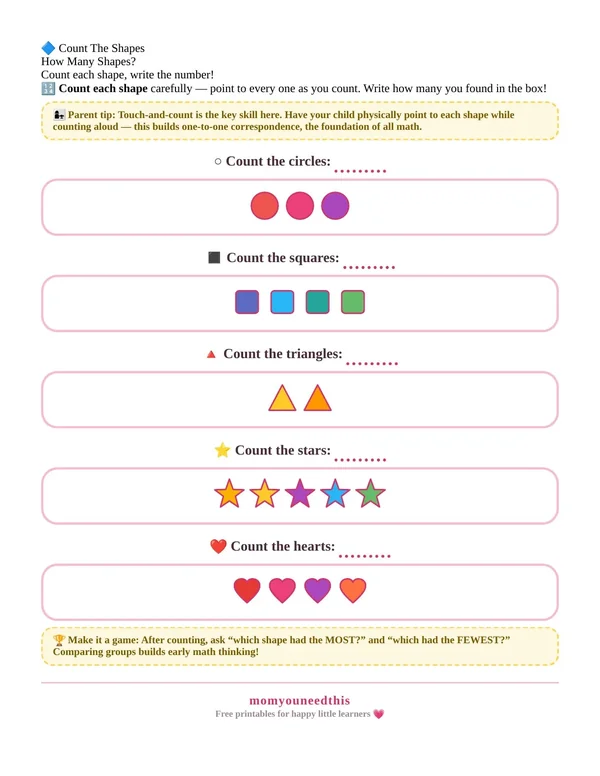 🔷 Count The Shapes
How Many Shapes?
Count each shape, write the number!
🔢 Count each shape carefully — point to every one as you count. Write how many you found in the box!
👩‍👧 Parent tip: Touch-and-count is the key skill here. Have your child physically point to each shape while
counting aloud — this builds one-to-one correspondence, the foundation of all math.
○ Count the circles: .........
◼ Count the squares: .........
🔺 Count the triangles: .........
⭐ Count the stars: .........
❤️ Count the hearts: .........
🏆 Make it a game: After counting, ask “which shape had the MOST?” and “which had the FEWEST?”
Comparing groups builds early math thinking!
momyouneedthis
Free printables for happy little learners 💗